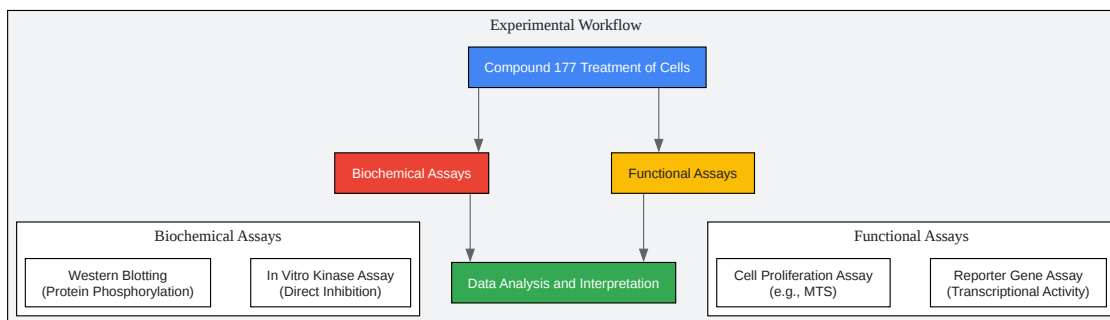 Experimental Workflow
Compound 177 Treatment of Cells
Biochemical Assays
Functional Assays
Biochemical Assays
Western Blotting
(Protein Phosphorylation)
In Vitro Kinase Assay
(Direct Inhibition)
Data Analysis and Interpretation
Functional Assays
Cell Proliferation Assay
(e.g., MTS)
Reporter Gene Assay
(Transcriptional Activity)